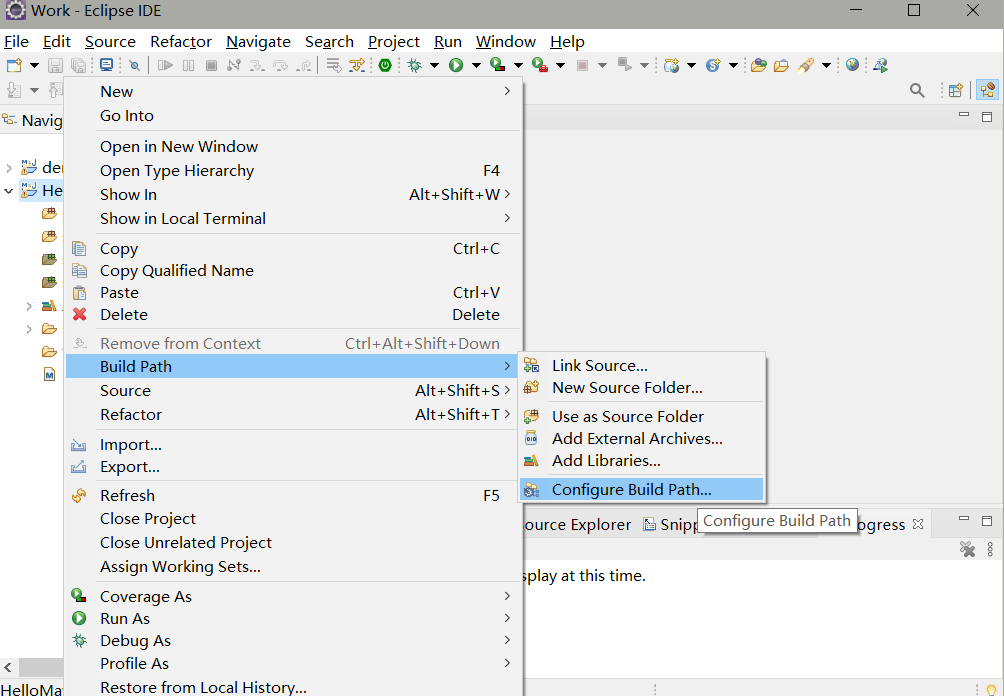 Work - Eclipse IDE
File Edit Source Refactor Navigate Search Project Run Window Help
Navig
New
Go Into
Open in New Window
Open Type Hierarchy F4
Show In Alt+Shift+W
Show in Local Terminal
Copy Ctrl+C
Copy Qualified Name
Paste Ctrl+V
Delete Delete
Remove from Context Ctrl+Alt+Shift+Down
Build Path
Source Alt+Shift+S
Refactor Alt+Shift+T
Import...
Export...
Refresh F5
Close Project
Close Unrelated Project
Assign Working Sets...
Coverage As
Run As
Debug As
Profile As
Restore from Local History...
Link Source...
New Source Folder...
Use as Source Folder
Add External Archives...
Add Libraries...
Configure Build Path...
Configure Build Path
de
He
ource Explorer Snipp ogress
splay at this time.
HelloMa